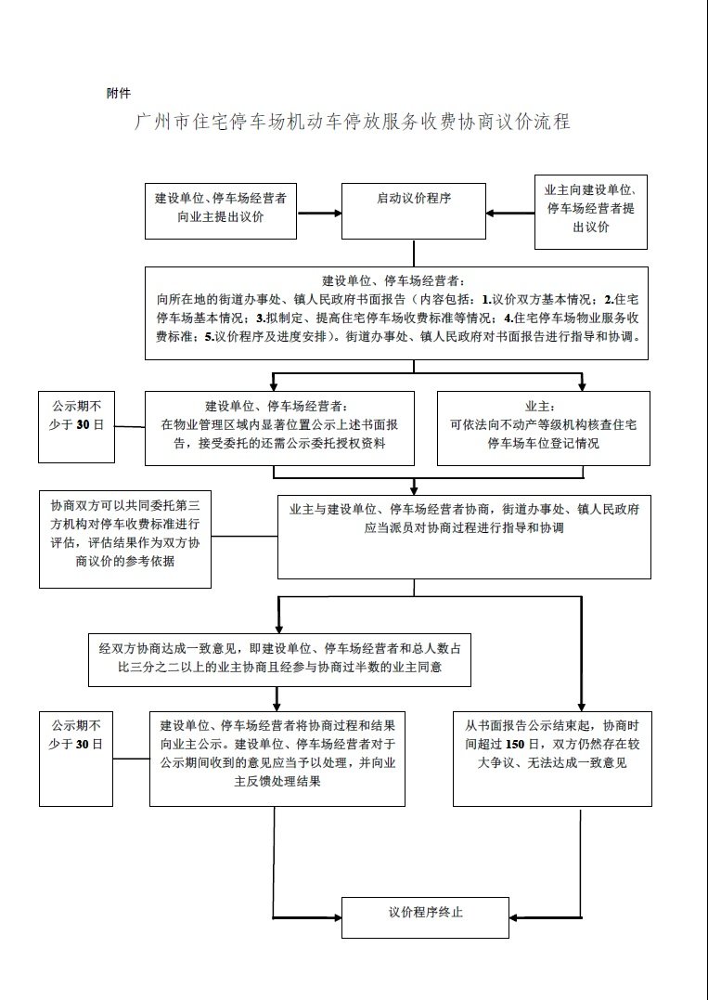 附件
广州市住宅停车场机动车停放服务收费协商议价流程
建设单位、停车场经营者
向业主提出议价
启动议价程序
业主向建设单位、
停车场经营者提
出议价
建设单位、停车场经营者：
向所在地的街道办事处、镇人民政府书面报告（内容包括：1.议价双方基本情况；2.住宅
停车场基本情况；3.拟制定、提高住宅停车场收费标准等情况；4.住宅停车场物业服务收
费标准；5.议价程序及进度安排）。街道办事处、镇人民政府对书面报告进行指导和协调。
公示期不
少于 30 日
建设单位、停车场经营者：
在物业管理区域内显著位置公示上述书面报
告，接受委托的还需公示委托授权资料
业主：
可依法向不动产等级机构核查住宅
停车场车位登记情况
协商双方可以共同委托第三
方机构对停车收费标准进行
评估，评估结果作为双方协
商议价的参考依据
业主与建设单位、停车场经营者协商，街道办事处、镇人民政府
应当派员对协商过程进行指导和协调
经双方协商达成一致意见，即建设单位、停车场经营者和总人数占
比三分之二以上的业主协商且经参与协商过半数的业主同意
公示期不
少于 30 日
建设单位、停车场经营者将协商过程和结果
向业主公示。建设单位、停车场经营者对于
公示期间收到的意见应当予以处理，并向业
主反馈处理结果
从书面报告公示结束起，协商时
间超过 150 日，双方仍然存在较
大争议、无法达成一致意见
议价程序终止